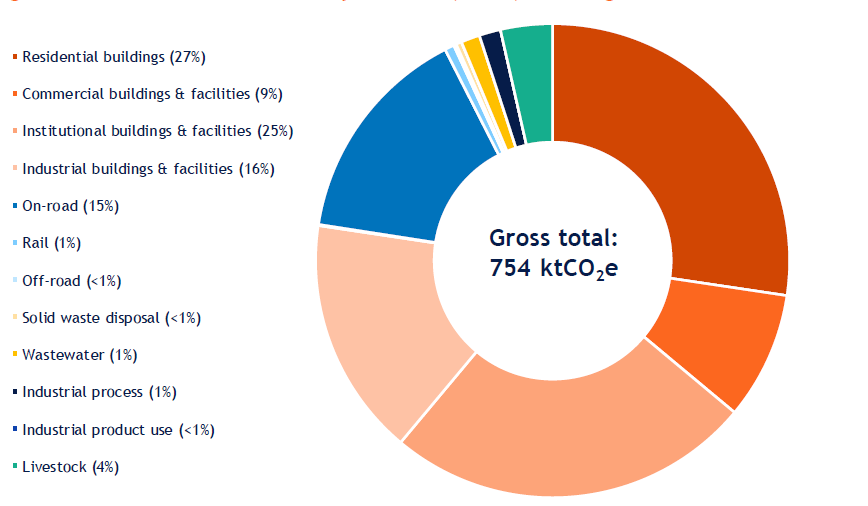 Residential buildings (27%)
Commercial buildings & facilities (9%)
Institutional buildings & facilities (25%)
Industrial buildings & facilities (16%)
On-road (15%)
Rail (1%)
Off-road (<1%)
Solid waste disposal (<1%)
Wastewater (1%)
Industrial process (1%)
Industrial product use (<1%)
Livestock (4%)
Gross total:
754 ktCO₂e